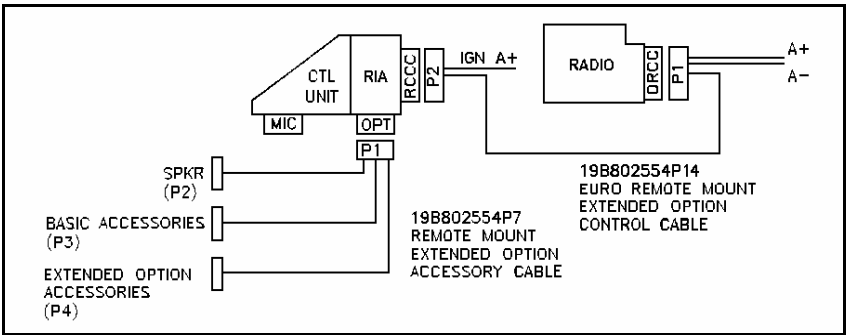 CTL
UNIT
RIA
RCCC
P2
IGN A+
RADIO
ORCC
P1
A+
A-
MIC
OPT
P1
SPKR
(P2)
BASIC ACCESSORIES
(P3)
EXTENDED OPTION
ACCESSORIES
(P4)
19B802554P7
REMOTE MOUNT
EXTENDED OPTION
ACCESSORY CABLE
19B802554P14
EURO REMOTE MOUNT
EXTENDED OPTION
CONTROL CABLE